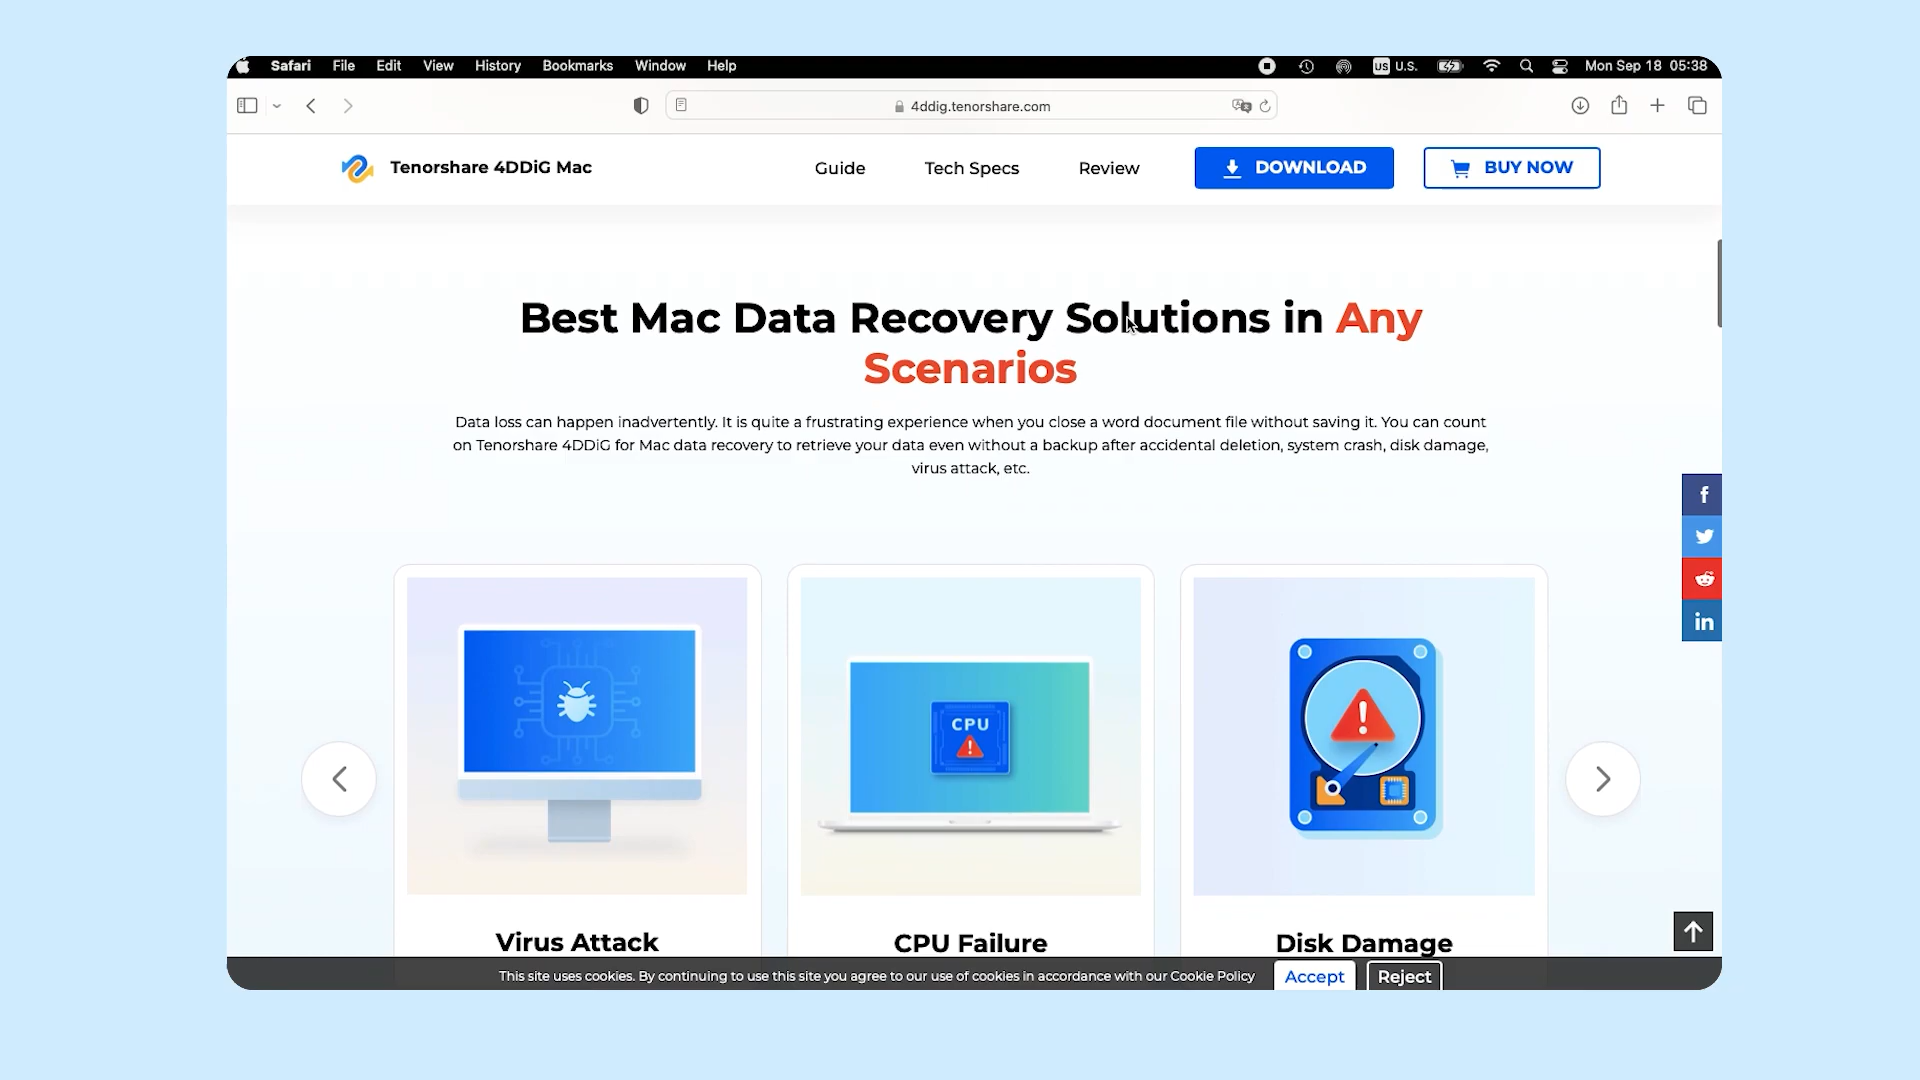 Safari File Edit View History Bookmarks Window Help US U.S. Mon Sep 18 05:38
4ddig.tenorshare.com
Tenorshare 4DDiG Mac Guide Tech Specs Review DOWNLOAD BUY NOW
Best Mac Data Recovery Solutions in Any
Scenarios
Data loss can happen inadvertently. It is quite a frustrating experience when you close a word document file without saving it. You can count
on Tenorshare 4DDiG for Mac data recovery to retrieve your data even without a backup after accidental deletion, system crash, disk damage,
virus attack, etc.
f
in
CPU
Virus Attack CPU Failure Disk Damage
This site uses cookies. By continuing to use this site you agree to our use of cookies in accordance with our Cookie Policy Accept Reject